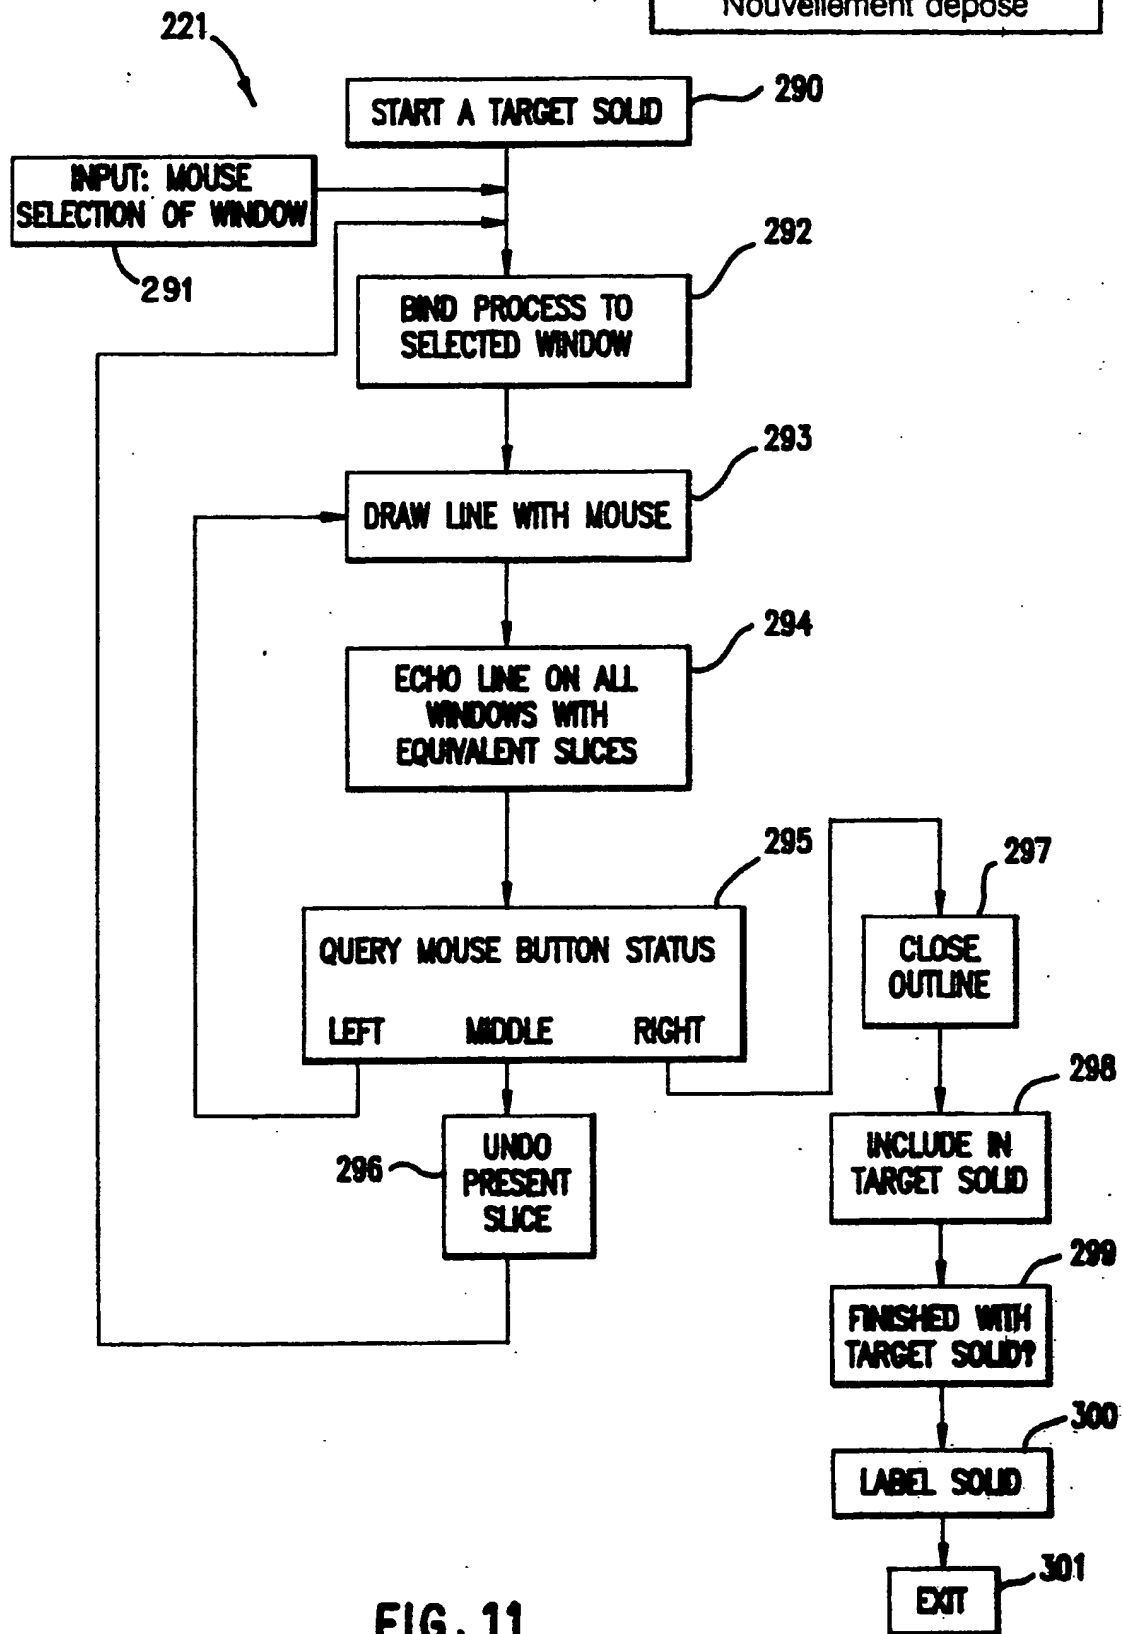 Nouvellement déposé
221
START A TARGET SOLID
290
INPUT: MOUSE
SELECTION OF WINDOW
291
292
BIND PROCESS TO
SELECTED WINDOW
293
DRAW LINE WITH MOUSE
294
ECHO LINE ON ALL
WINDOWS WITH
EQUIVALENT SLICES
295
QUERY MOUSE BUTTON STATUS
LEFT MIDDLE RIGHT
296
UNDO
PRESENT
SLICE
297
CLOSE
OUTLINE
298
INCLUDE IN
TARGET SOLID
299
FINISHED WITH
TARGET SOLID?
300
LABEL SOLID
301
EXIT
FIG. 11